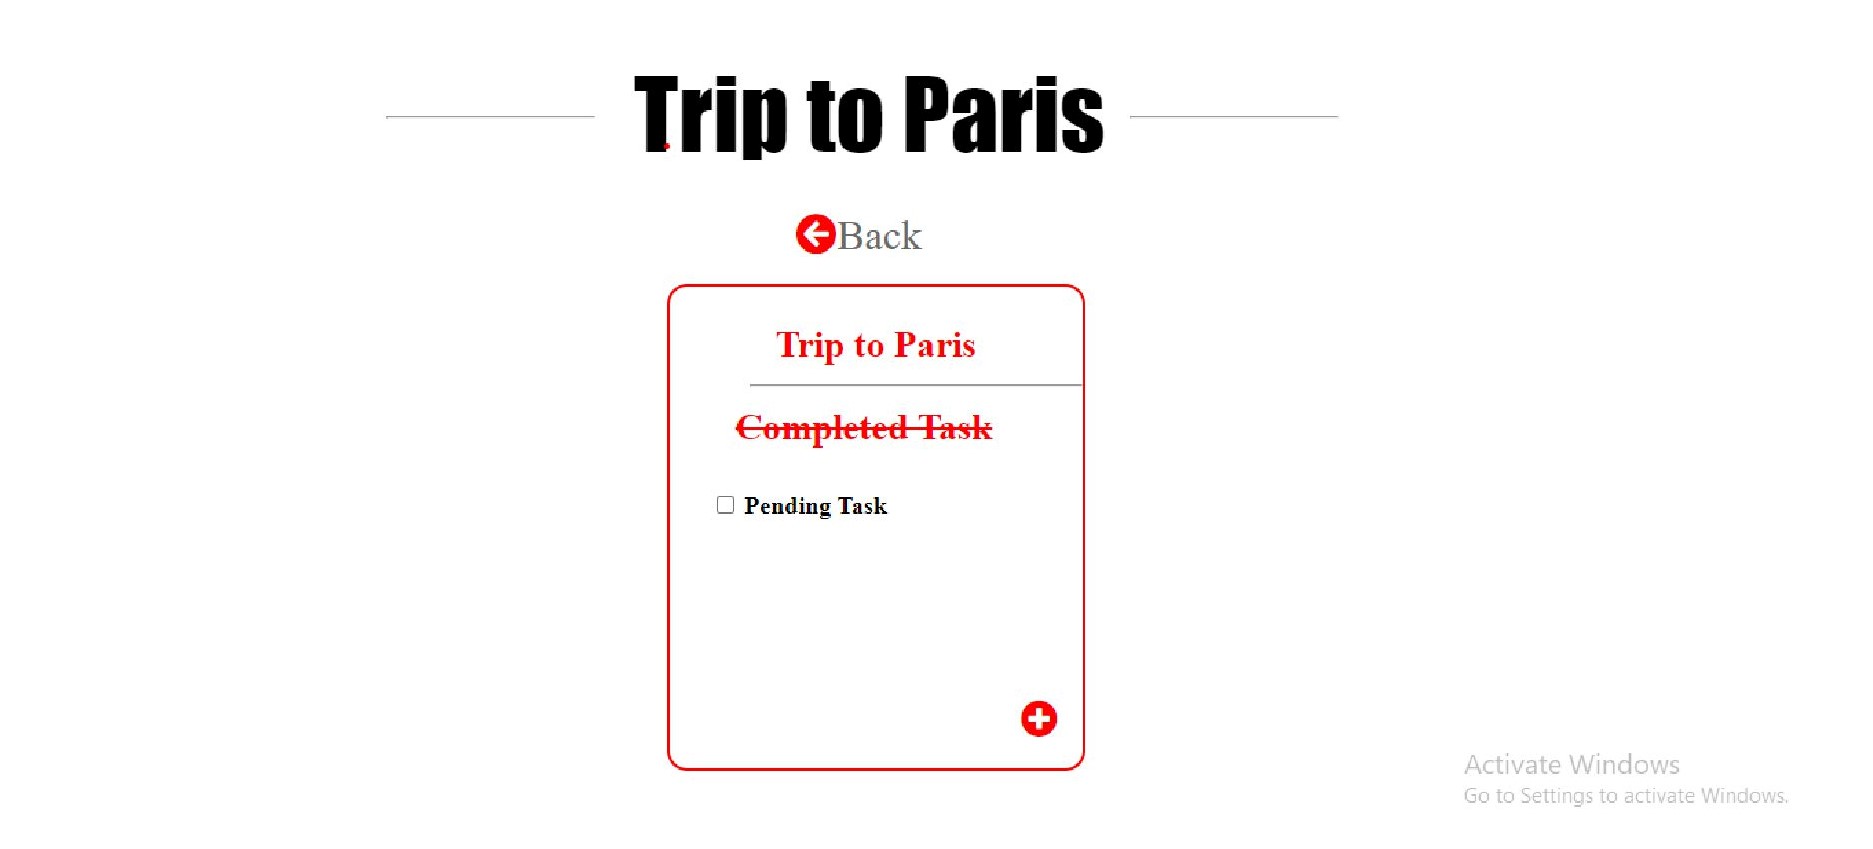 Trip to Paris
Back
Trip to Paris
Completed Task
Pending Task
Activate Windows
Go to Settings to activate Windows.